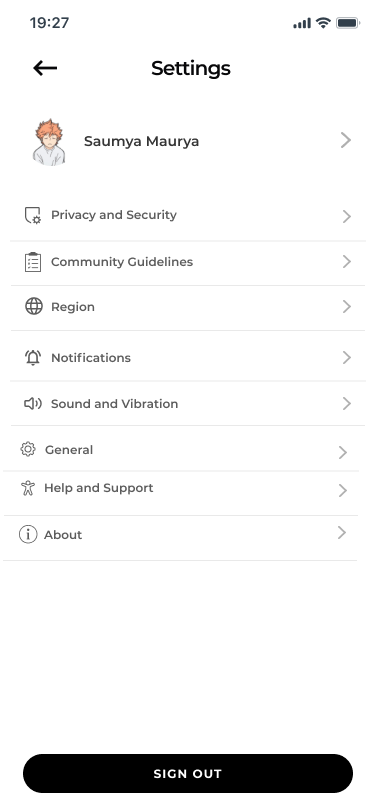 19:27
Settings
Saumya Maurya
Privacy and Security
Community Guidelines
Region
Notifications
Sound and Vibration
General
Help and Support
About
SIGN OUT